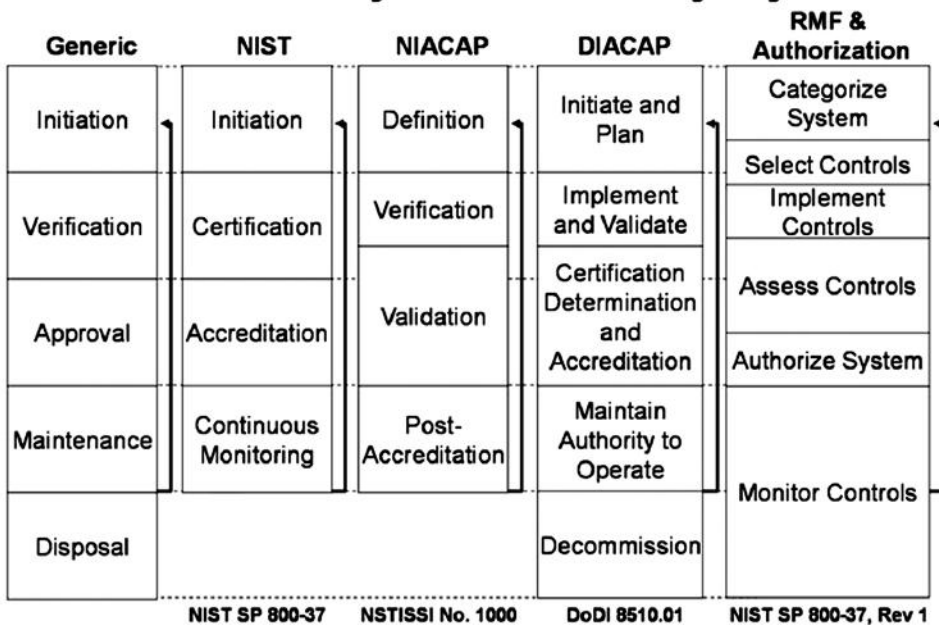 Generic
Initiation
Verification
Approval
Maintenance
Disposal
NIST
Initiation
Certification
Accreditation
Continuous
Monitoring
NIST SP 800-37
NIACAP
Definition
Verification
Validation
Post-
Accreditation
NSTISSI No. 1000
DIACAP
Initiate and
Plan
Implement
and Validate
Certification
Determination
and
Accreditation
Maintain
Authority to
Operate
Decommission
DoDI 8510.01
RMF &
Authorization
Categorize
System
Select Controls
Implement
Controls
Assess Controls
Authorize System
Monitor Controls
NIST SP 800-37, Rev 1